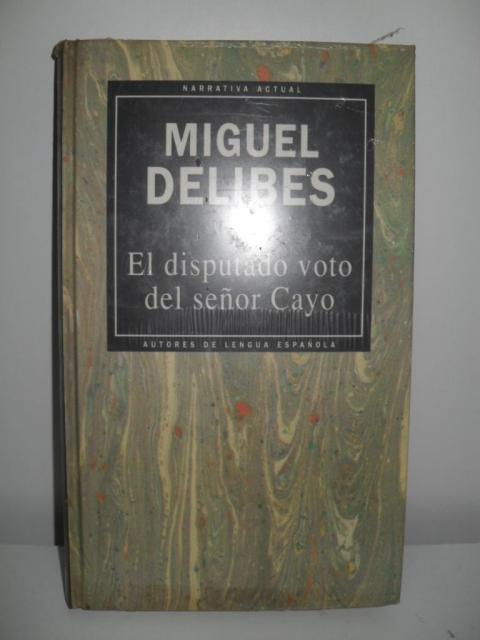 NARRATIVA ACTUAL
MIGUEL
DELIBES
El disputado voto
del señor Cayo
AUTORES DE LENGUA ESPAÑOLA